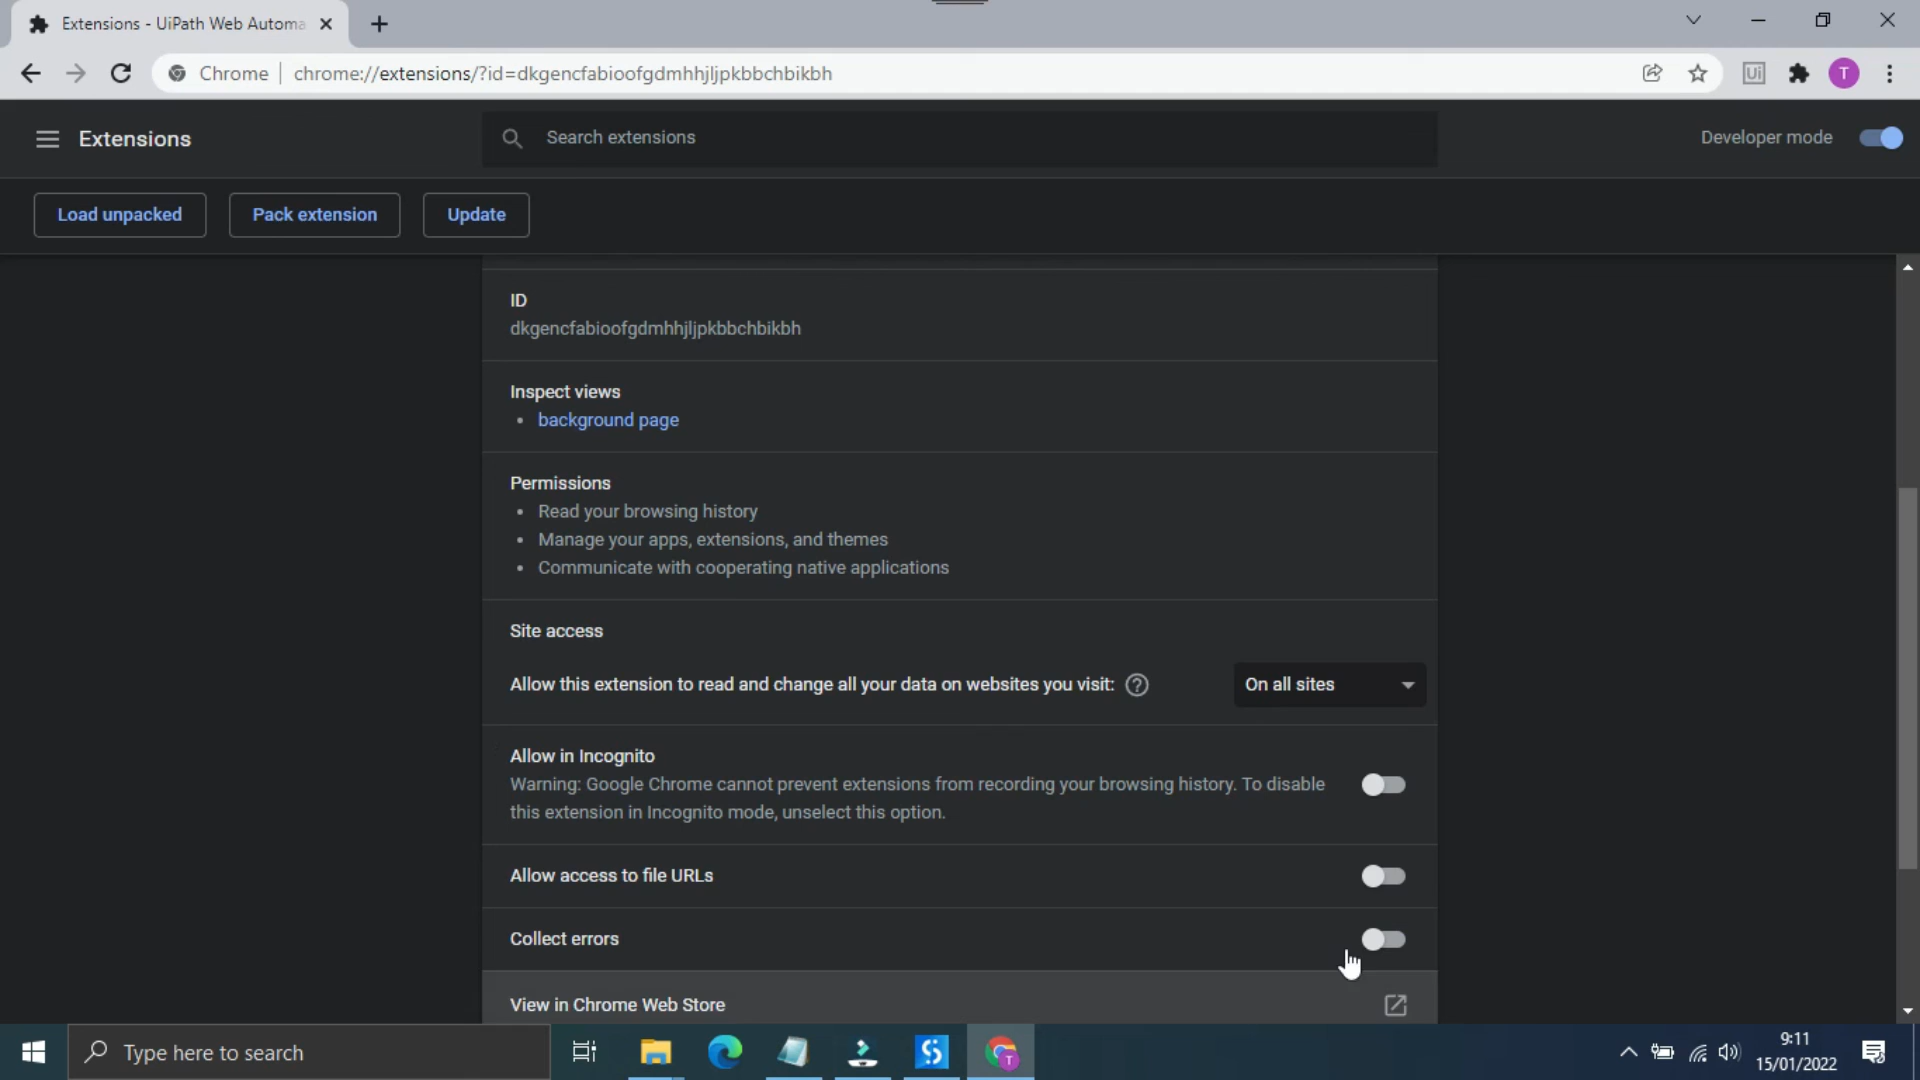 Extensions - UiPath Web Automa
Chrome
chrome://extensions/?id=dkgencfabioofgdmhhjljpkbbchbikbh
Ui
T
Extensions
Search extensions
Developer mode
Load unpacked
Pack extension
Update
ID
dkgencfabioofgdmhhjljpkbbchbikbh
Inspect views
• background page
Permissions
• Read your browsing history
• Manage your apps, extensions, and themes
• Communicate with cooperating native applications
Site access
Allow this extension to read and change all your data on websites you visit:
On all sites
Allow in Incognito
Warning: Google Chrome cannot prevent extensions from recording your browsing history. To disable
this extension in Incognito mode, unselect this option.
Allow access to file URLs
Collect errors
View in Chrome Web Store
Type here to search
T
9:11
15/01/2022